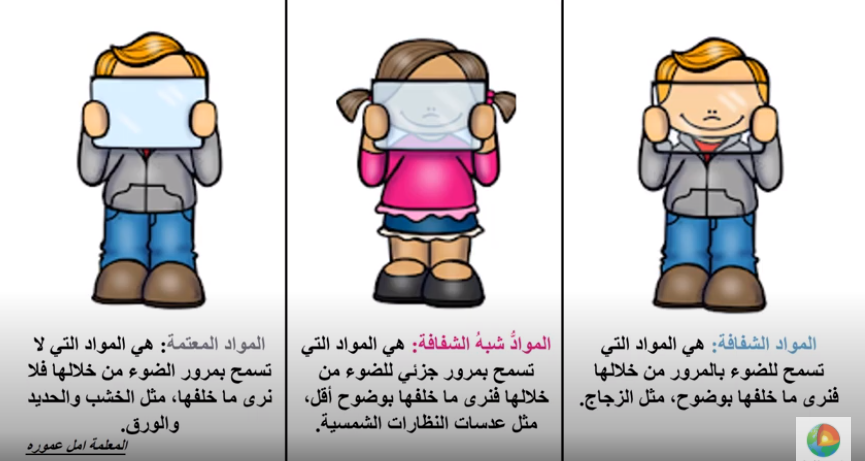 المواد الشفافة: هي المواد التي
تسمح للضوء بالمرور من خلالها
فنرى ما خلفها بوضوح، مثل الزجاج.
الموادُّ شبهُ الشفافة: هي المواد التي
تسمح بمرور جزئي للضوء من
خلالها فنرى ما خلفها بوضوح أقل،
مثل عدسات النظارات الشمسية.
المواد المعتمة: هي المواد التي لا
تسمح بمرور الضوء من خلالها فلا
نرى ما خلفها، مثل الخشب والحديد
والورق.
المعلمة امل عموره